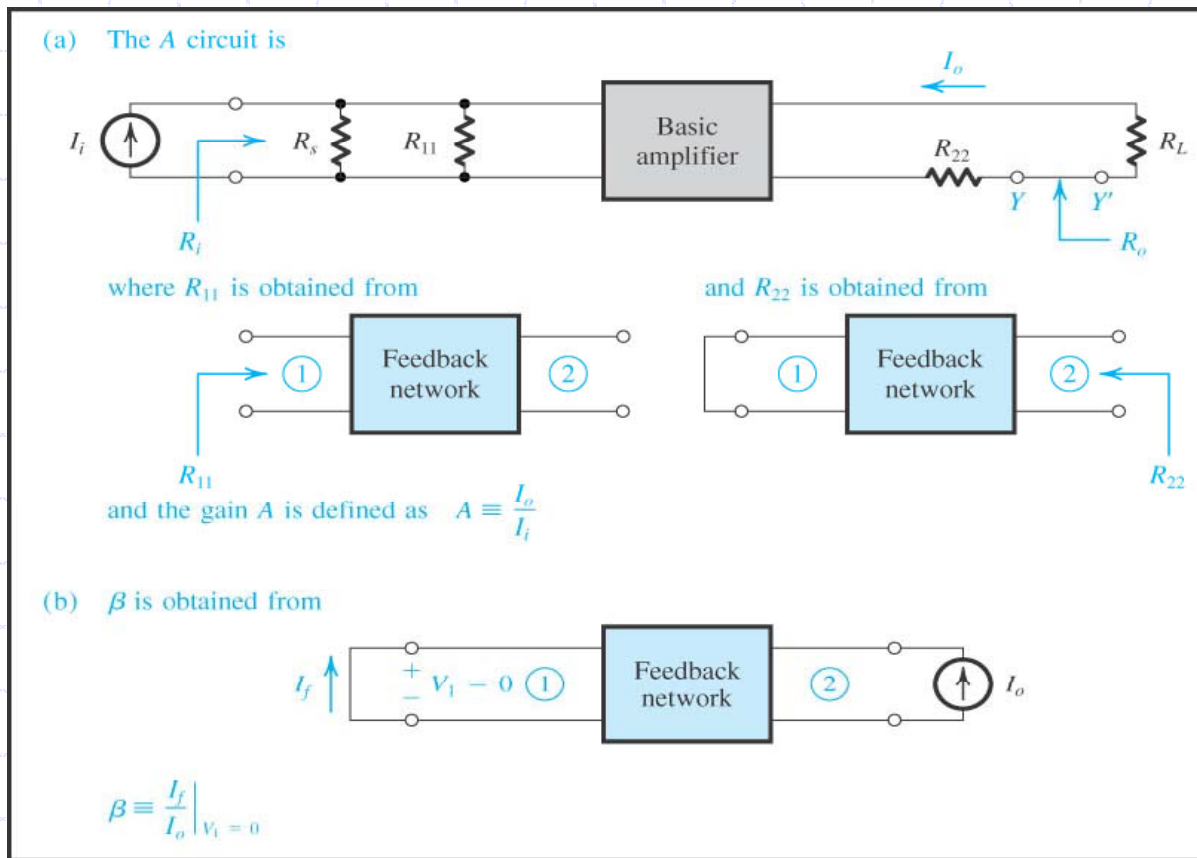 (a) The A circuit is
I_o
I_i
R_s
R_11
Basic
amplifier
R_22
R_L
Y
Y'
R_i
R_o
where R_11 is obtained from
and R_22 is obtained from
1
Feedback
network
2
1
Feedback
network
2
R_11
R_22
and the gain A is defined as A ≡ I_o / I_i
(b) β is obtained from
I_f
+
−
V_1 − 0
1
Feedback
network
2
I_o
β ≡ I_f / I_o | V_1 = 0